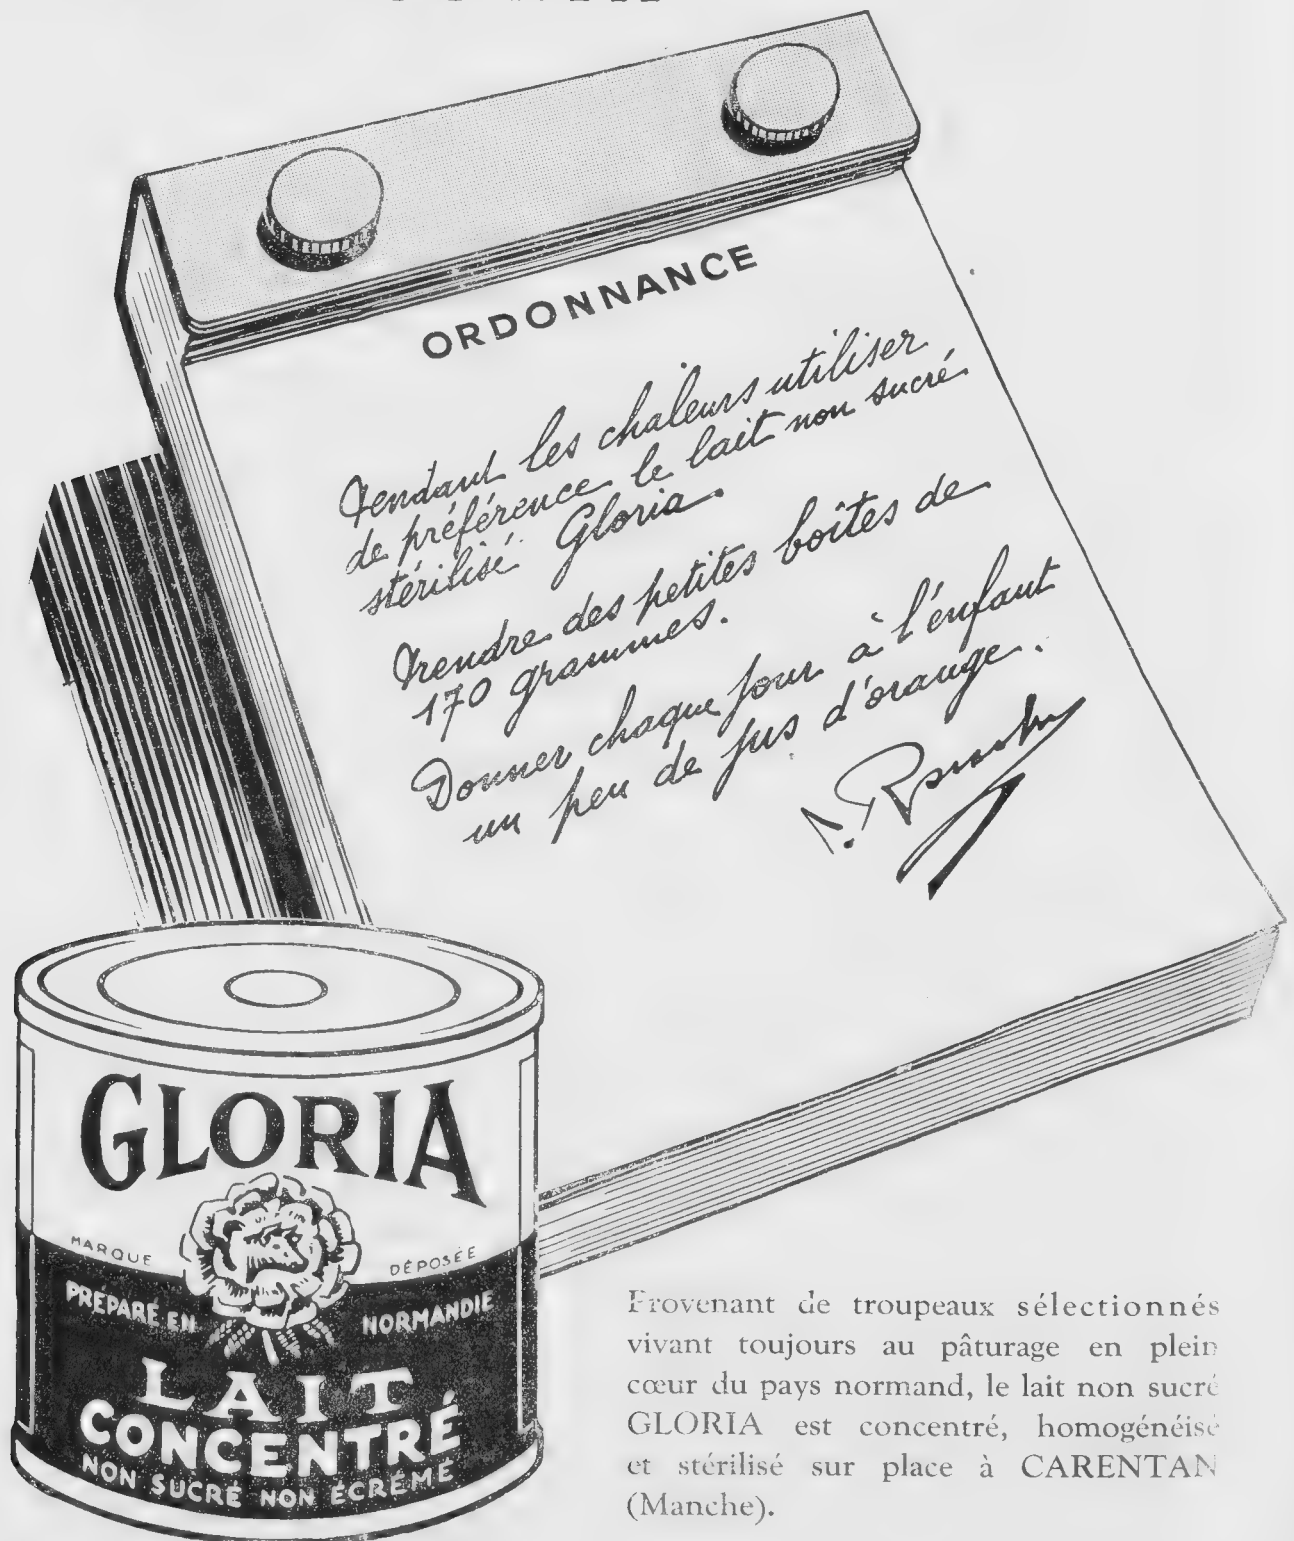 ORDONNANCE
Pendant les chaleurs utiliser
de préférence le lait non sucré
stérilisé Gloria.
Prendre des petites boîtes de
170 grammes.
Donner chaque jour à l'enfant
un peu de jus d'orange.
GLORIA
MARQUE DÉPOSÉE
PRÉPARÉ EN NORMANDIE
LAIT
CONCENTRÉ
NON SUCRÉ NON ÉCRÉMÉ
Provenant de troupeaux sélectionnés
vivant toujours au pâturage en plein
cœur du pays normand, le lait non sucré
GLORIA est concentré, homogénéisé
et stérilisé sur place à CARENTAN
(Manche).